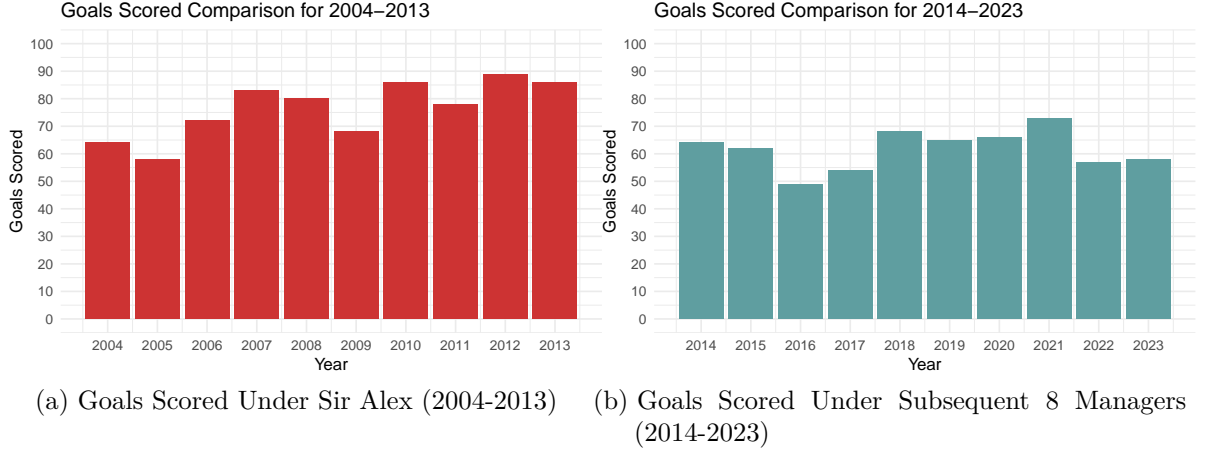 Goals Scored Comparison for 2004–2013
100
90
80
70
60
50
40
30
20
10
0
Goals Scored
2004 2005 2006 2007 2008 2009 2010 2011 2012 2013
Year
(a) Goals Scored Under Sir Alex (2004-2013)
Goals Scored Comparison for 2014–2023
100
90
80
70
60
50
40
30
20
10
0
Goals Scored
2014 2015 2016 2017 2018 2019 2020 2021 2022 2023
Year
(b) Goals Scored Under Subsequent 8 Managers
(2014-2023)